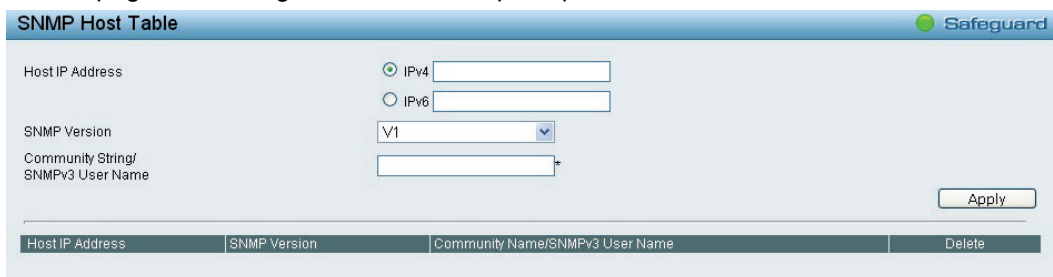 SNMP Host Table
Safeguard
Host IP Address
IPv4
IPv6
SNMP Version
V1
Community String/
SNMPv3 User Name
*
Apply
Host IP Address SNMP Version Community Name/SNMPv3 User Name Delete